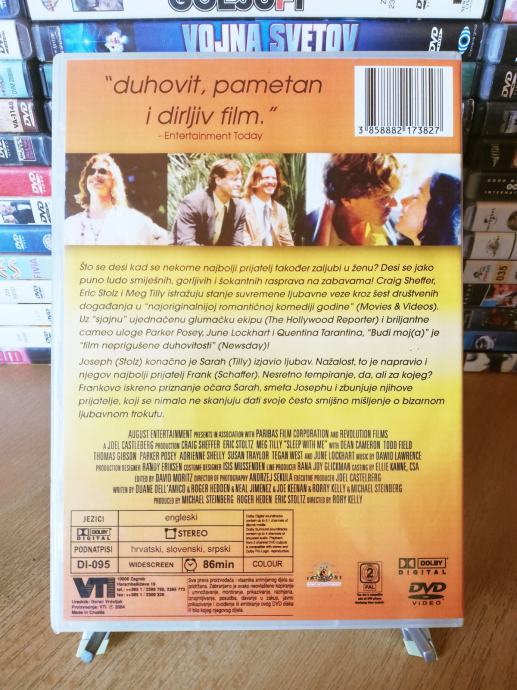 VOJNA SVETOV
"duhovit, pametan
i dirljiv film."
- Entertainment Today
3 858882 173827
Što se desi kad se nekome najbolji prijatelj također zaljubi u ženu? Desi se jako
puno ludo smiješnih, gorljivih i šokantnih rasprava na zabavama! Craig Sheffer,
Eric Stolz i Meg Tilly istražuju stanje suvremene ljubavne veze kroz šest društvenih
događanja u "najoriginalnijoj romantičnoj komediji godine" (Movies & Videos).
Uz "sjajnu" ujednačenu glumačku ekipu (The Hollywood Reporter) i briljantne
cameo uloge Parker Posey, June Lockhart i Quentina Tarantina, "Budi moj(a)" je
"film neprigušene duhovitosti" (Newsday)!
Joseph (Stolz) konačno je Sarah (Tilly) izjavio ljubav. Nažalost, to je napravio i
njegov najbolji prijatelj Frank (Schaffer). Nesretno tempiranje, da, ali za kojeg?
Frankovo iskreno priznanje očara Sarah, smeta Josephu i zbunjuje njihove
prijatelje, koji se nimalo ne skanjuju dati svoje često smiješno mišljenje o bizarnom
ljubavnom trokutu.
AUGUST ENTERTAINMENT PRESENTS IN ASSOCIATION WITH PARIBAS FILM CORPORATION AND REVOLUTION FILMS
A JOEL CASTLEBERG PRODUCTION CRAIG SHEFFER ERIC STOLZ MEG TILLY "SLEEP WITH ME" WITH DEAN CAMERON TODD FIELD
THOMAS GIBSON PARKER POSEY ADRIENNE SHELLY SUSAN TRAYLOR TEGAN WEST AND JUNE LOCKHART MUSIC BY DAWID LAWRENCE
PRODUCTION DESIGNER RANDY ERIKSEN COSTUME DESIGNER ISIS MUSSENDEN LINE PRODUCER RANA JOY GLICKMAN CASTING BY ELLIE KANNE, CSA
EDITED BY DAVID MORITZ DIRECTOR OF PHOTOGRAPHY ANDRZEJ SEKULA EXECUTIVE PRODUCER JOEL CASTELBERG
WRITEN BY DUANE DELL'AMICO & ROGER HEDDEN & NEAL JIMENEZ & JOE KEENAN & RORRY KELLY & MICHAEL STEINBERG
PRODUCED BY MICHAEL STEINBERG ROGER HEDEN ERIC STOLTZ DIRECTED BY RORY KELLY
JEZICI engleski
DOLBY DIGITAL STEREO
PODNATPISI hrvatski, slovenski, srpski
DI-095 WIDESCREEN 86min COLOUR
VTI
2
PAL
DOLBY DIGITAL
DVD VIDEO